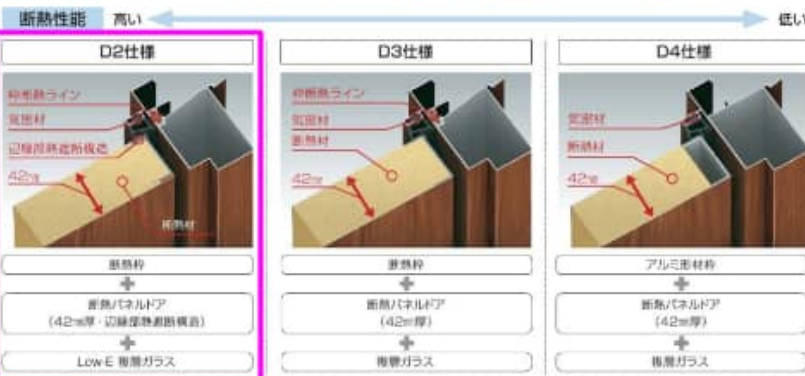 断熱性能 高い 低い
D2仕様 D3仕様 D4仕様
枠断熱ライン
気密材
辺縁部熱遮断構造
42㎜
断熱材
枠断熱ライン
気密材
断熱材
42㎜
気密材
断熱材
42㎜
断熱枠
+
断熱パネルドア
(42㎜厚・辺縁部熱遮断構造)
+
Low-E 複層ガラス
断熱枠
+
断熱パネルドア
(42㎜厚)
+
複層ガラス
アルミ形材枠
+
断熱パネルドア
(42㎜厚)
+
複層ガラス